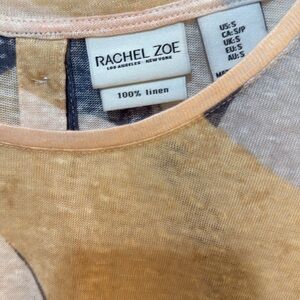 RACHEL ZOE
LOS ANGELES · NEW YORK
100% linen
US:S
CA:S/P
UK:S
EU:S
AU:S